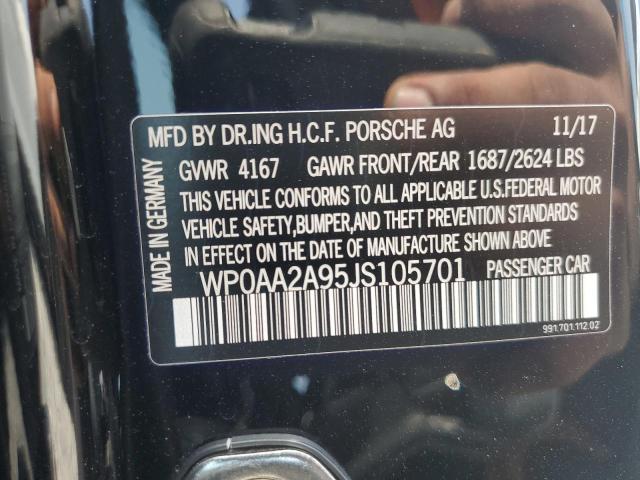 MFD BY DR.ING H.C.F. PORSCHE AG 11/17
GVWR 4167 GAWR FRONT/REAR 1687/2624 LBS
THIS VEHICLE CONFORMS TO ALL APPLICABLE U.S.FEDERAL MOTOR
VEHICLE SAFETY,BUMPER,AND THEFT PREVENTION STANDARDS
IN EFFECT ON THE DATE OF MANUFACTURE SHOWN ABOVE
WP0AA2A95JS105701 PASSENGER CAR
991.701.112.02
MADE IN GERMANY